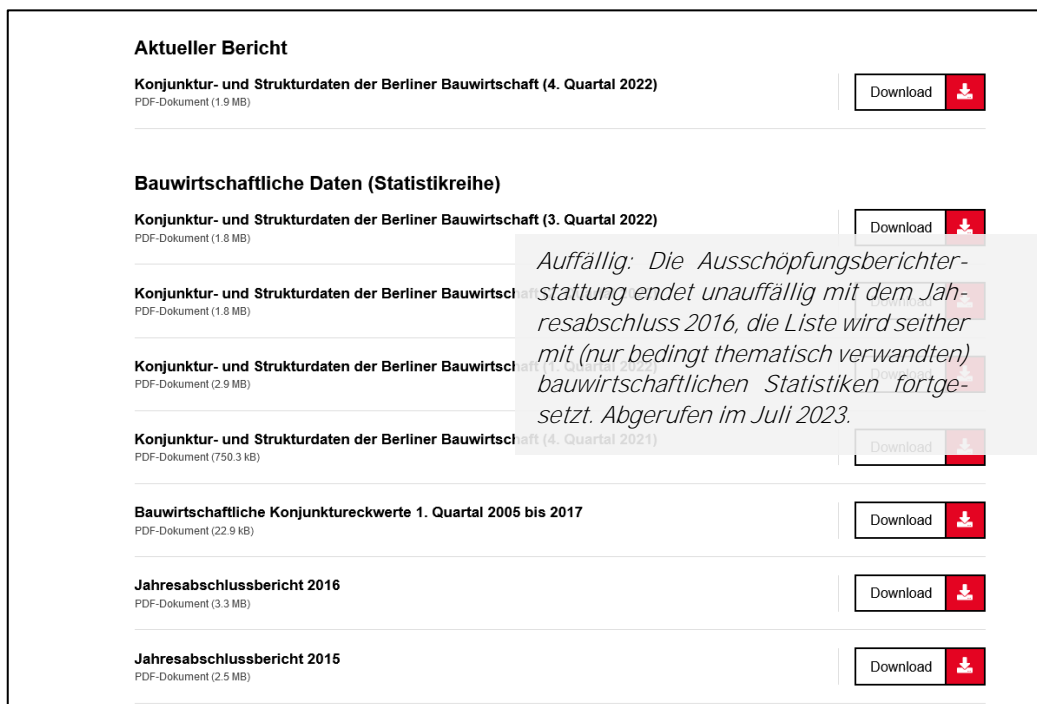 Aktueller Bericht
Konjunktur- und Strukturdaten der Berliner Bauwirtschaft (4. Quartal 2022)
PDF-Dokument (1.9 MB)
Download
Bauwirtschaftliche Daten (Statistikreihe)
Konjunktur- und Strukturdaten der Berliner Bauwirtschaft (3. Quartal 2022)
PDF-Dokument (1.8 MB)
Download
Auffällig: Die Ausschöpfungsberichter-
stattung endet unauffällig mit dem Jah-
resabschluss 2016, die Liste wird seither
mit (nur bedingt thematisch verwandten)
bauwirtschaftlichen Statistiken fortge-
setzt. Abgerufen im Juli 2023.
Konjunktur- und Strukturdaten der Berliner Bauwirtschaft
PDF-Dokument (1.8 MB)
Download
Konjunktur- und Strukturdaten der Berliner Bauwirtschaft (1. Quartal 2022)
PDF-Dokument (2.9 MB)
Download
Konjunktur- und Strukturdaten der Berliner Bauwirtschaft (4. Quartal 2021)
PDF-Dokument (750.3 kB)
Download
Bauwirtschaftliche Konjunktureckwerte 1. Quartal 2005 bis 2017
PDF-Dokument (22.9 kB)
Download
Jahresabschlussbericht 2016
PDF-Dokument (3.3 MB)
Download
Jahresabschlussbericht 2015
PDF-Dokument (2.5 MB)
Download